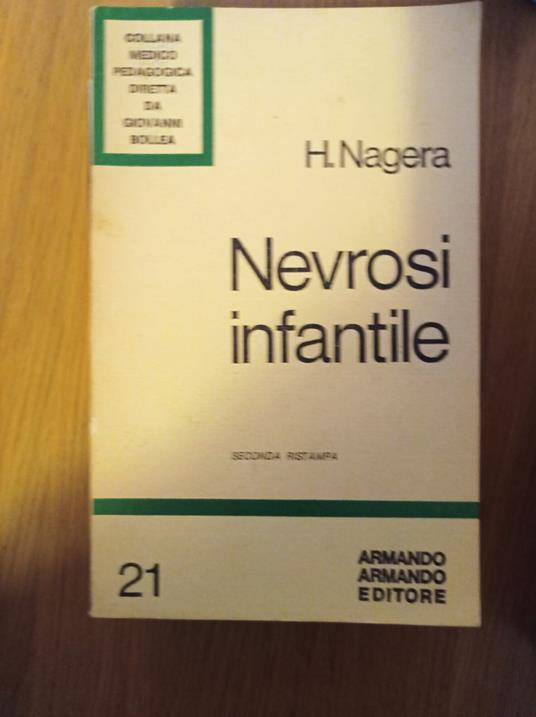 COLLANA
MEDICO
PEDAGOGICA
DIRETTA
DA
GIOVANNI
BOLLEA
H. Nagera
Nevrosi
infantile
SECONDA RISTAMPA
21
ARMANDO
ARMANDO
EDITORE